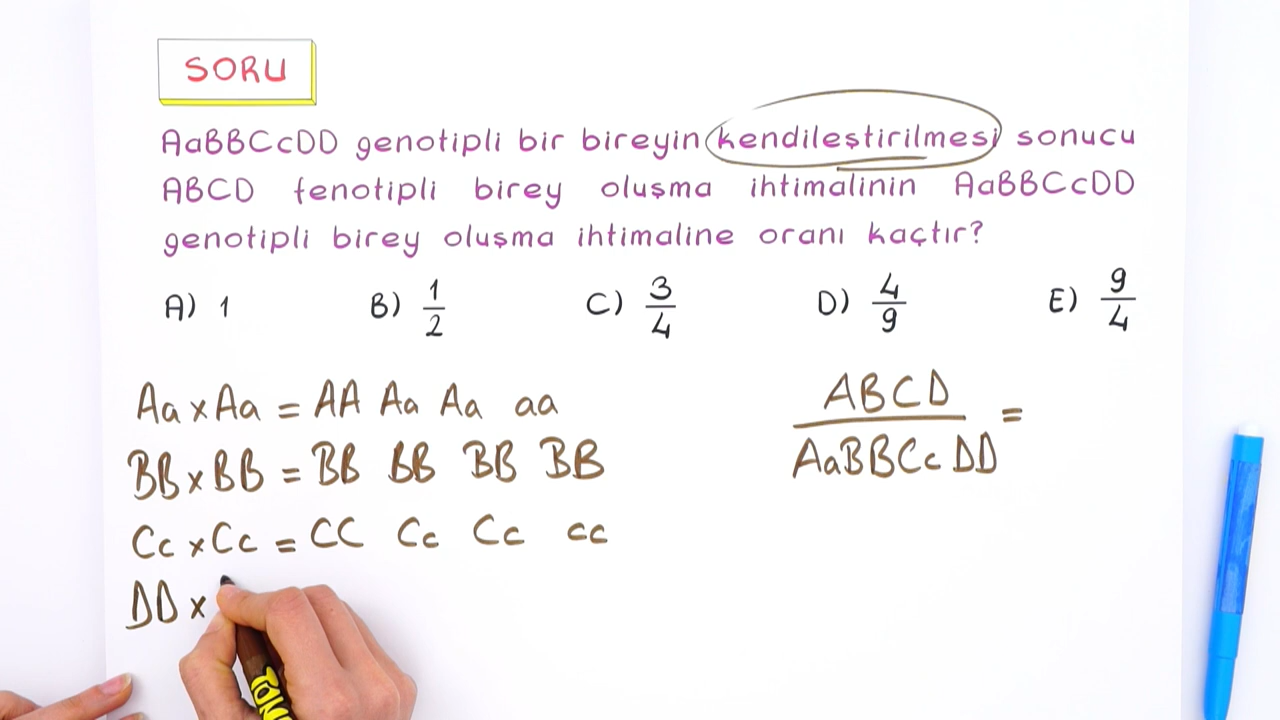 SORU
AaBBCcDD genotipli bir bireyin kendileştirilmesi sonucu
ABCD fenotipli birey oluşma ihtimalinin AaBBCcDD
genotipli birey oluşma ihtimaline oranı kaçtır?
A) 1 B) 1/2 C) 3/4 D) 4/9 E) 9/4
Aa x Aa = AA Aa Aa aa
BB x BB = BB BB BB BB
Cc x Cc = CC Cc Cc cc
DD x
ABCD
AaBBCcDD =